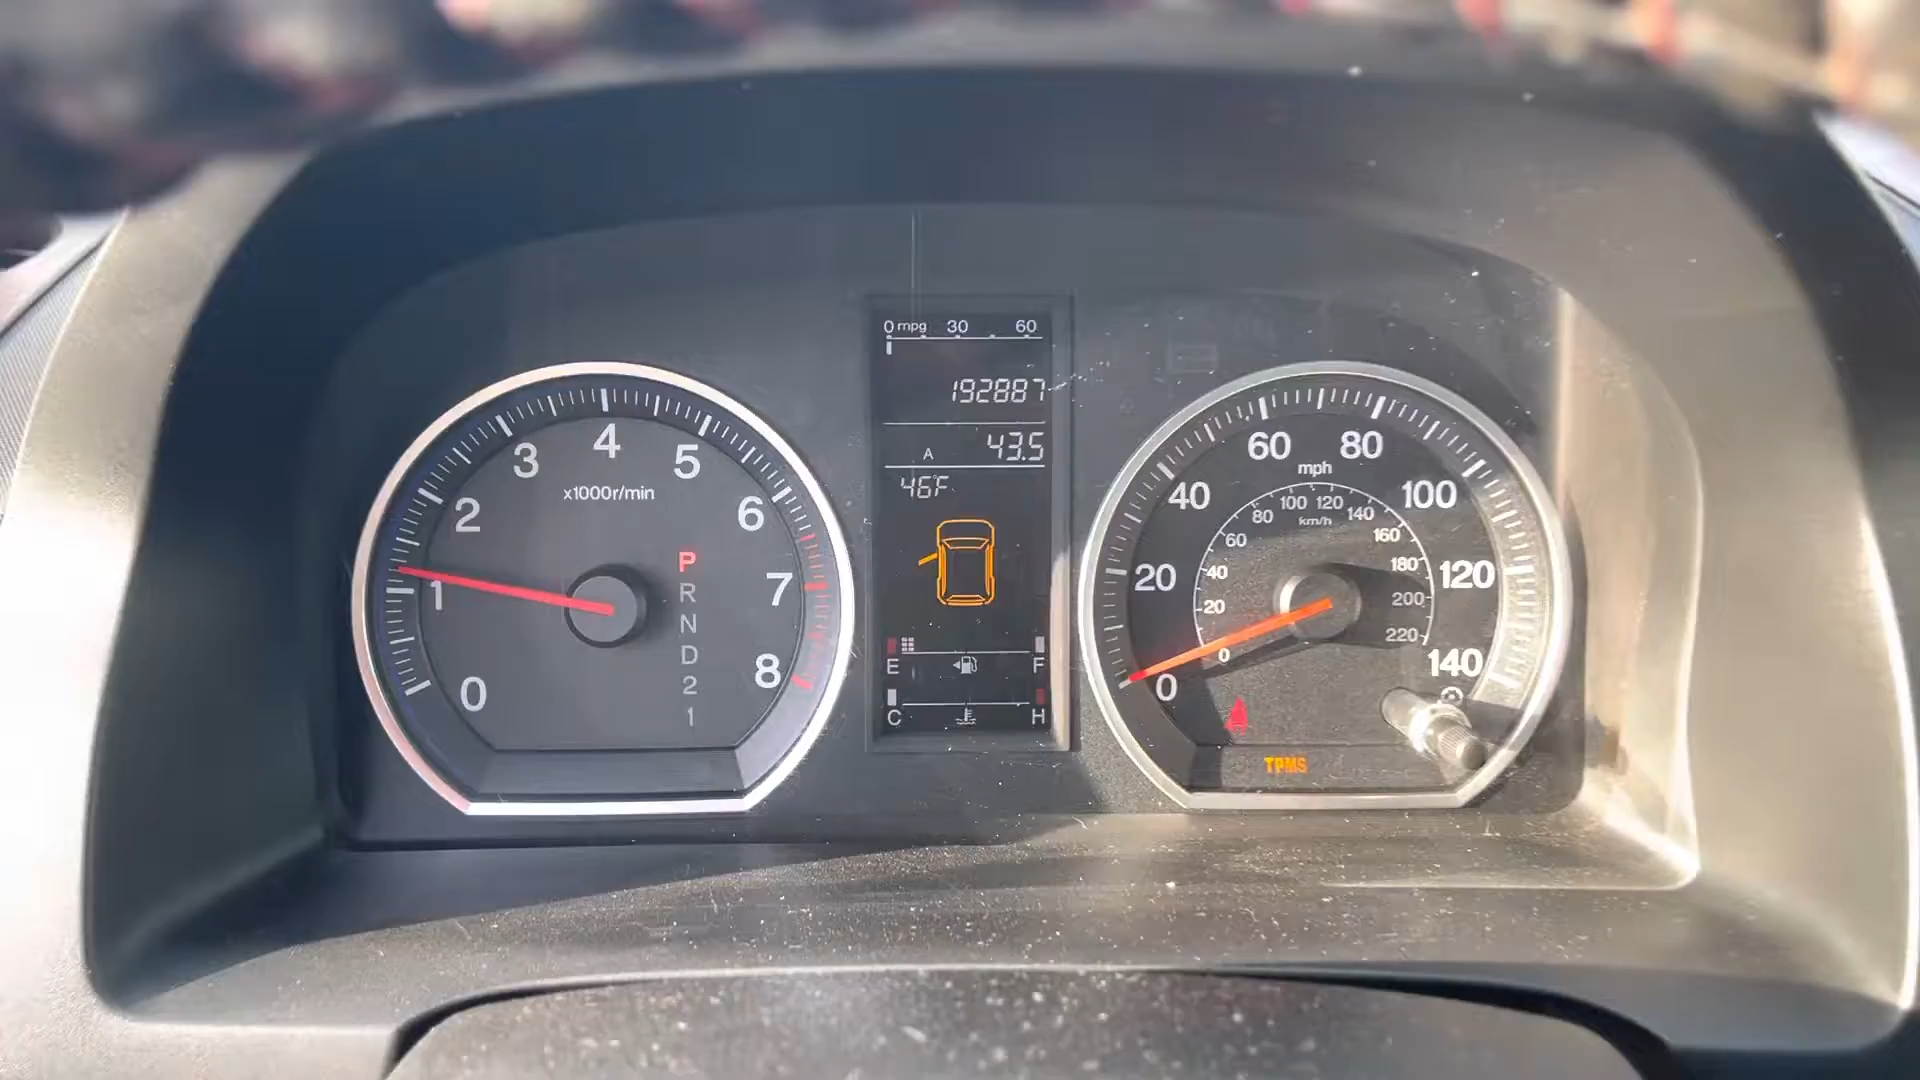 0 mpg 30 60
192887
A 43.5
46°F
E F
C H
0 1 2 3 4 5 6 7 8
x1000r/min
P
R
N
D
2
1
0 20 40 60 80 100 120 140
mph
0 20 40 60 80 100 120 140 160 180 200 220
km/h
TPMS